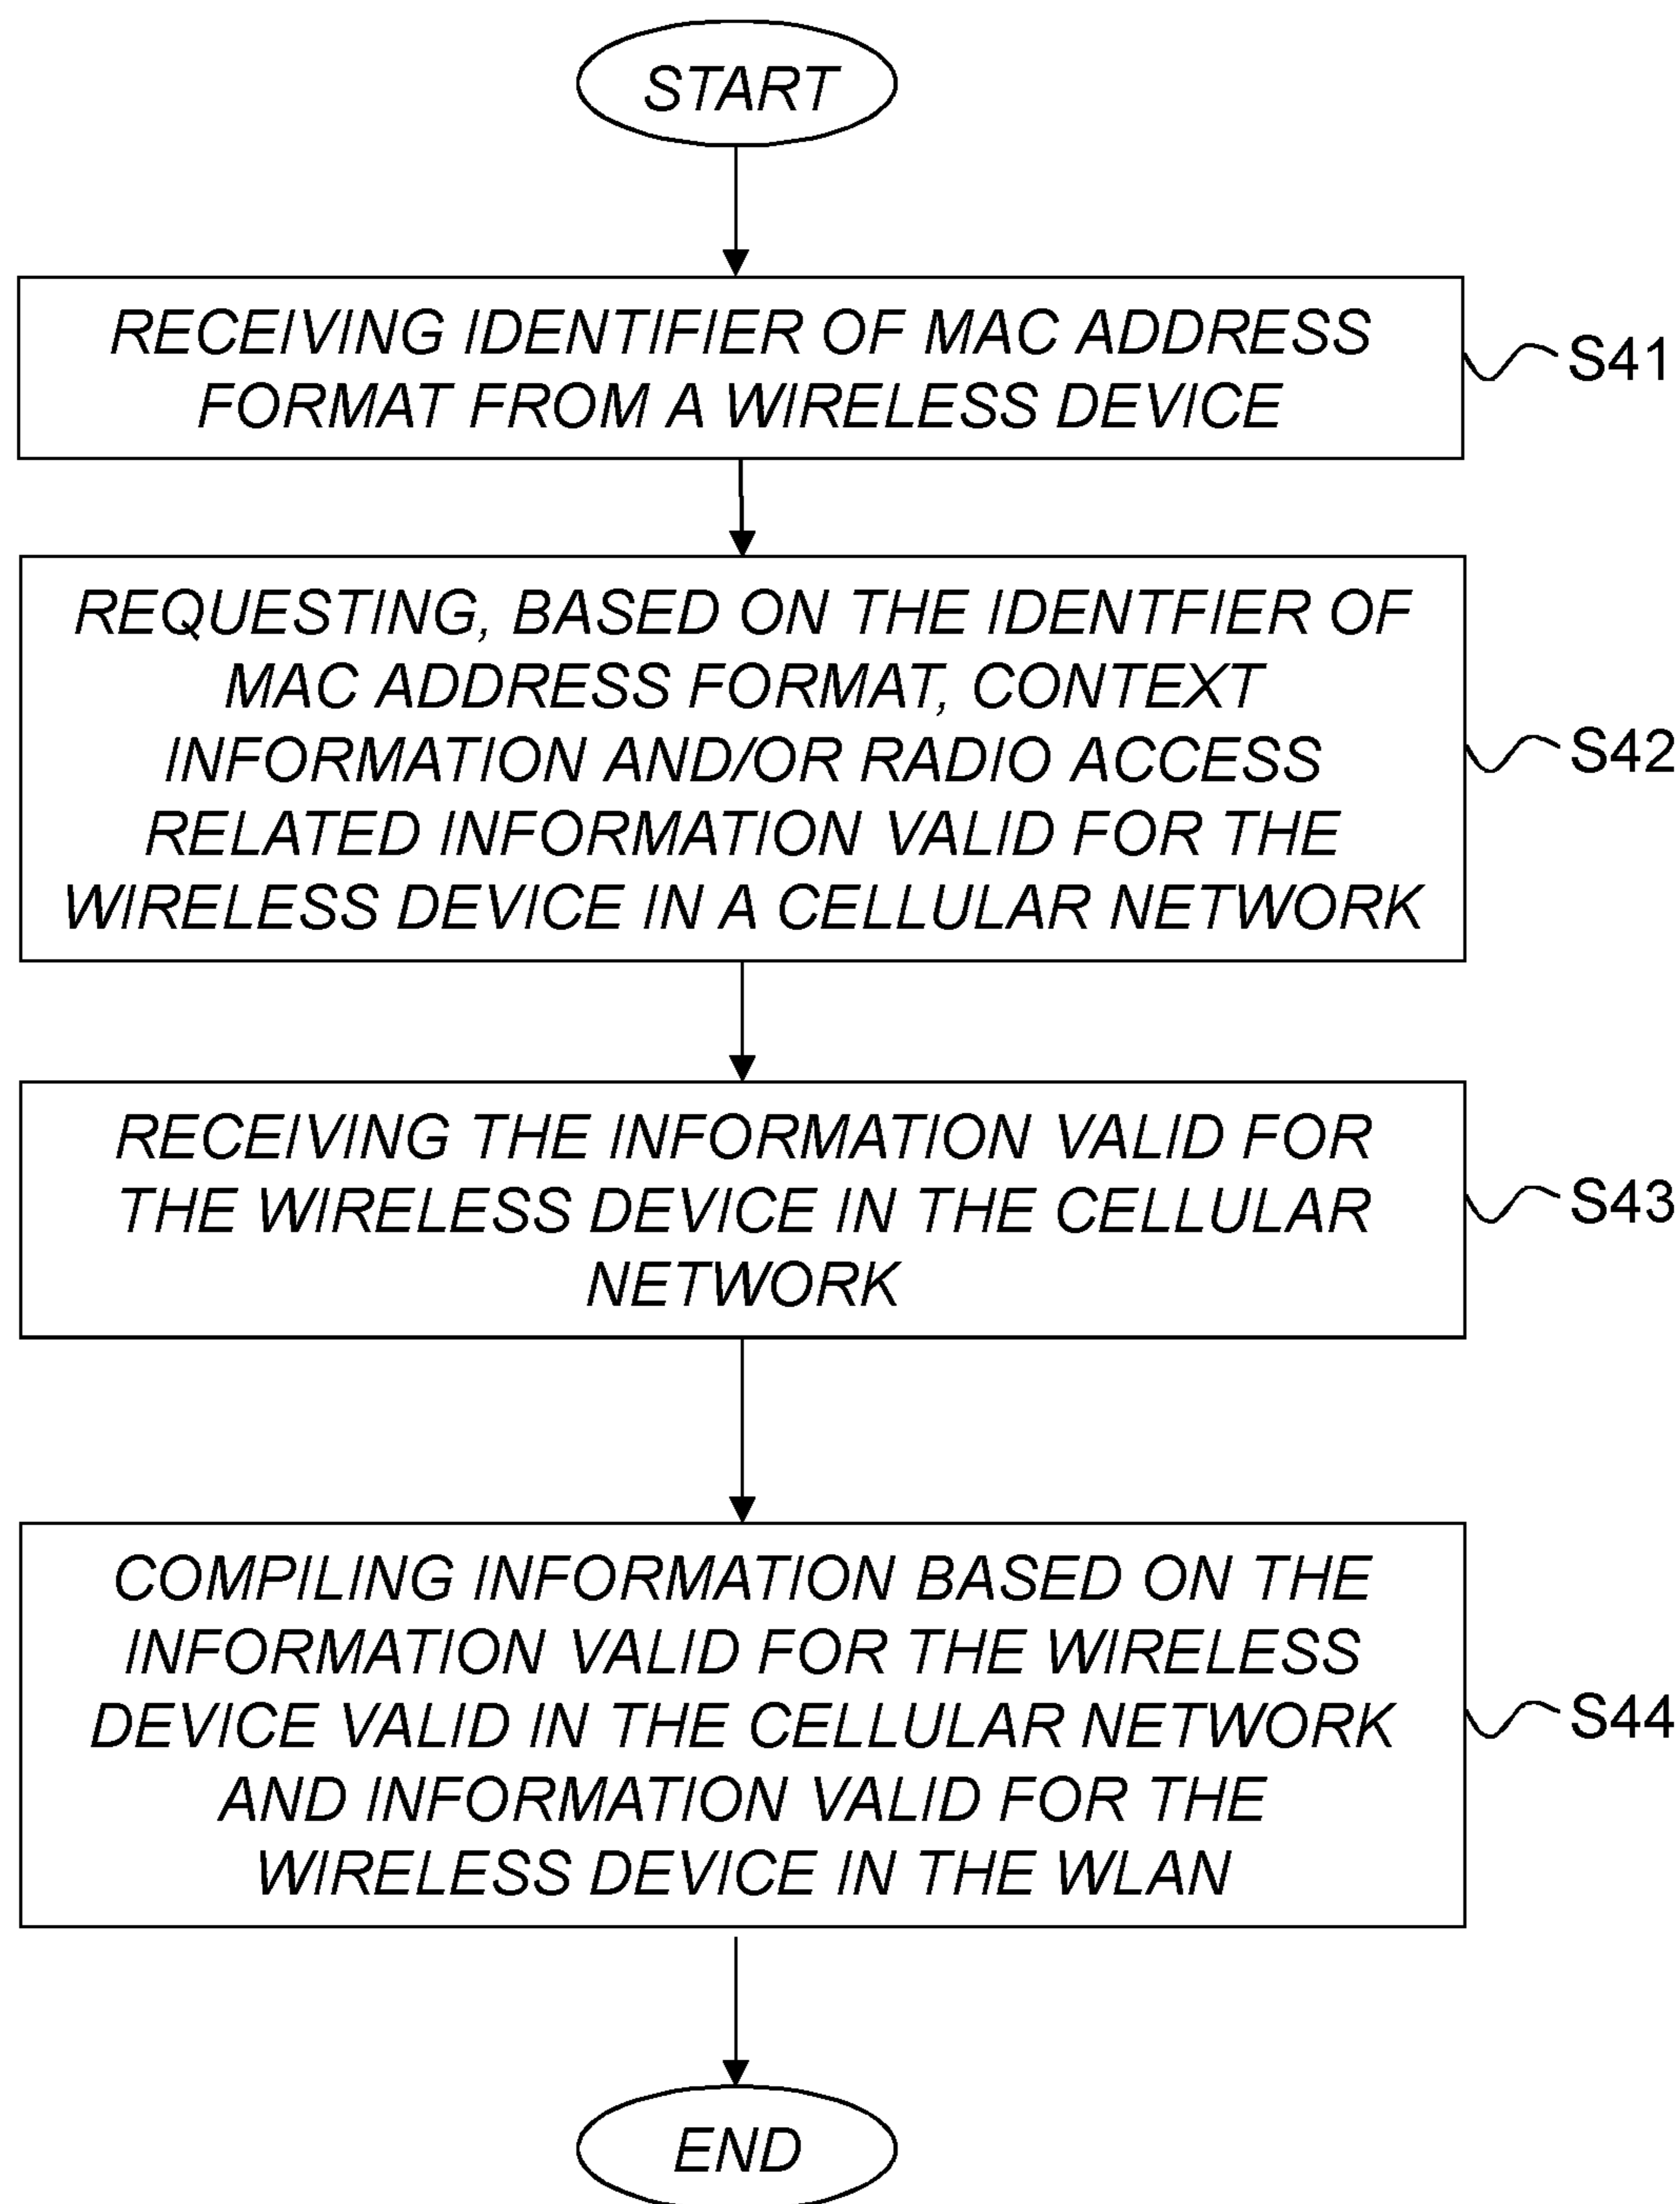 START
RECEIVING IDENTIFIER OF MAC ADDRESS
FORMAT FROM A WIRELESS DEVICE
S41
REQUESTING, BASED ON THE IDENTFIER OF
MAC ADDRESS FORMAT, CONTEXT
INFORMATION AND/OR RADIO ACCESS
RELATED INFORMATION VALID FOR THE
WIRELESS DEVICE IN A CELLULAR NETWORK
S42
RECEIVING THE INFORMATION VALID FOR
THE WIRELESS DEVICE IN THE CELLULAR
NETWORK
S43
COMPILING INFORMATION BASED ON THE
INFORMATION VALID FOR THE WIRELESS
DEVICE VALID IN THE CELLULAR NETWORK
AND INFORMATION VALID FOR THE
WIRELESS DEVICE IN THE WLAN
S44
END